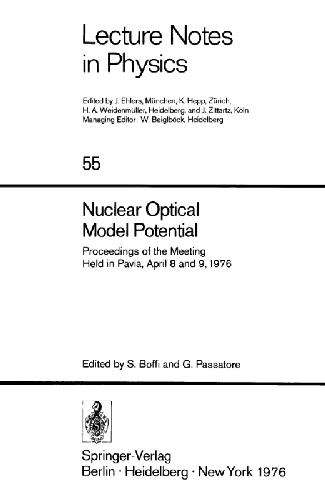 Lecture Notes
in Physics
Edited by J. Ehlers, München, K. Hepp, Zürich,
H. A. Weidenmüller, Heidelberg, and J. Zittartz, Köln
Managing Editor: W. Beiglböck, Heidelberg
55
Nuclear Optical
Model Potential
Proceedings of the Meeting
Held in Pavia, April 8 and 9, 1976
Edited by S. Boffi and G. Passatore
Springer-Verlag
Berlin · Heidelberg · New York 1976